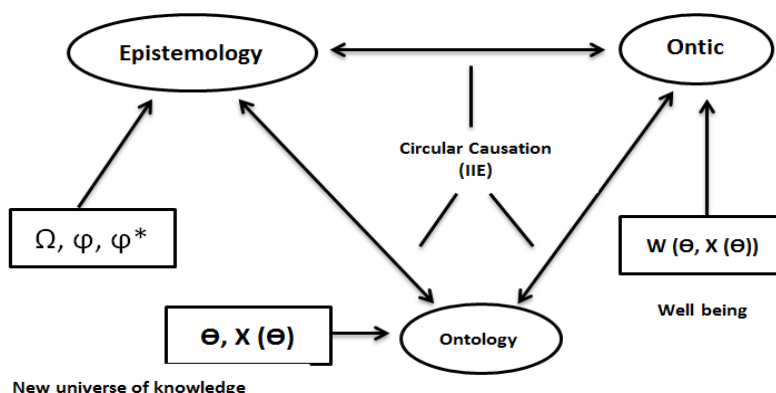 Epistemology
Ontic
Circular Causation
(IIE)
Ω, φ, φ*
W (Ɵ, X (Ɵ))
Well being
Ɵ, X (Ɵ)
Ontology
New universe of knowledge